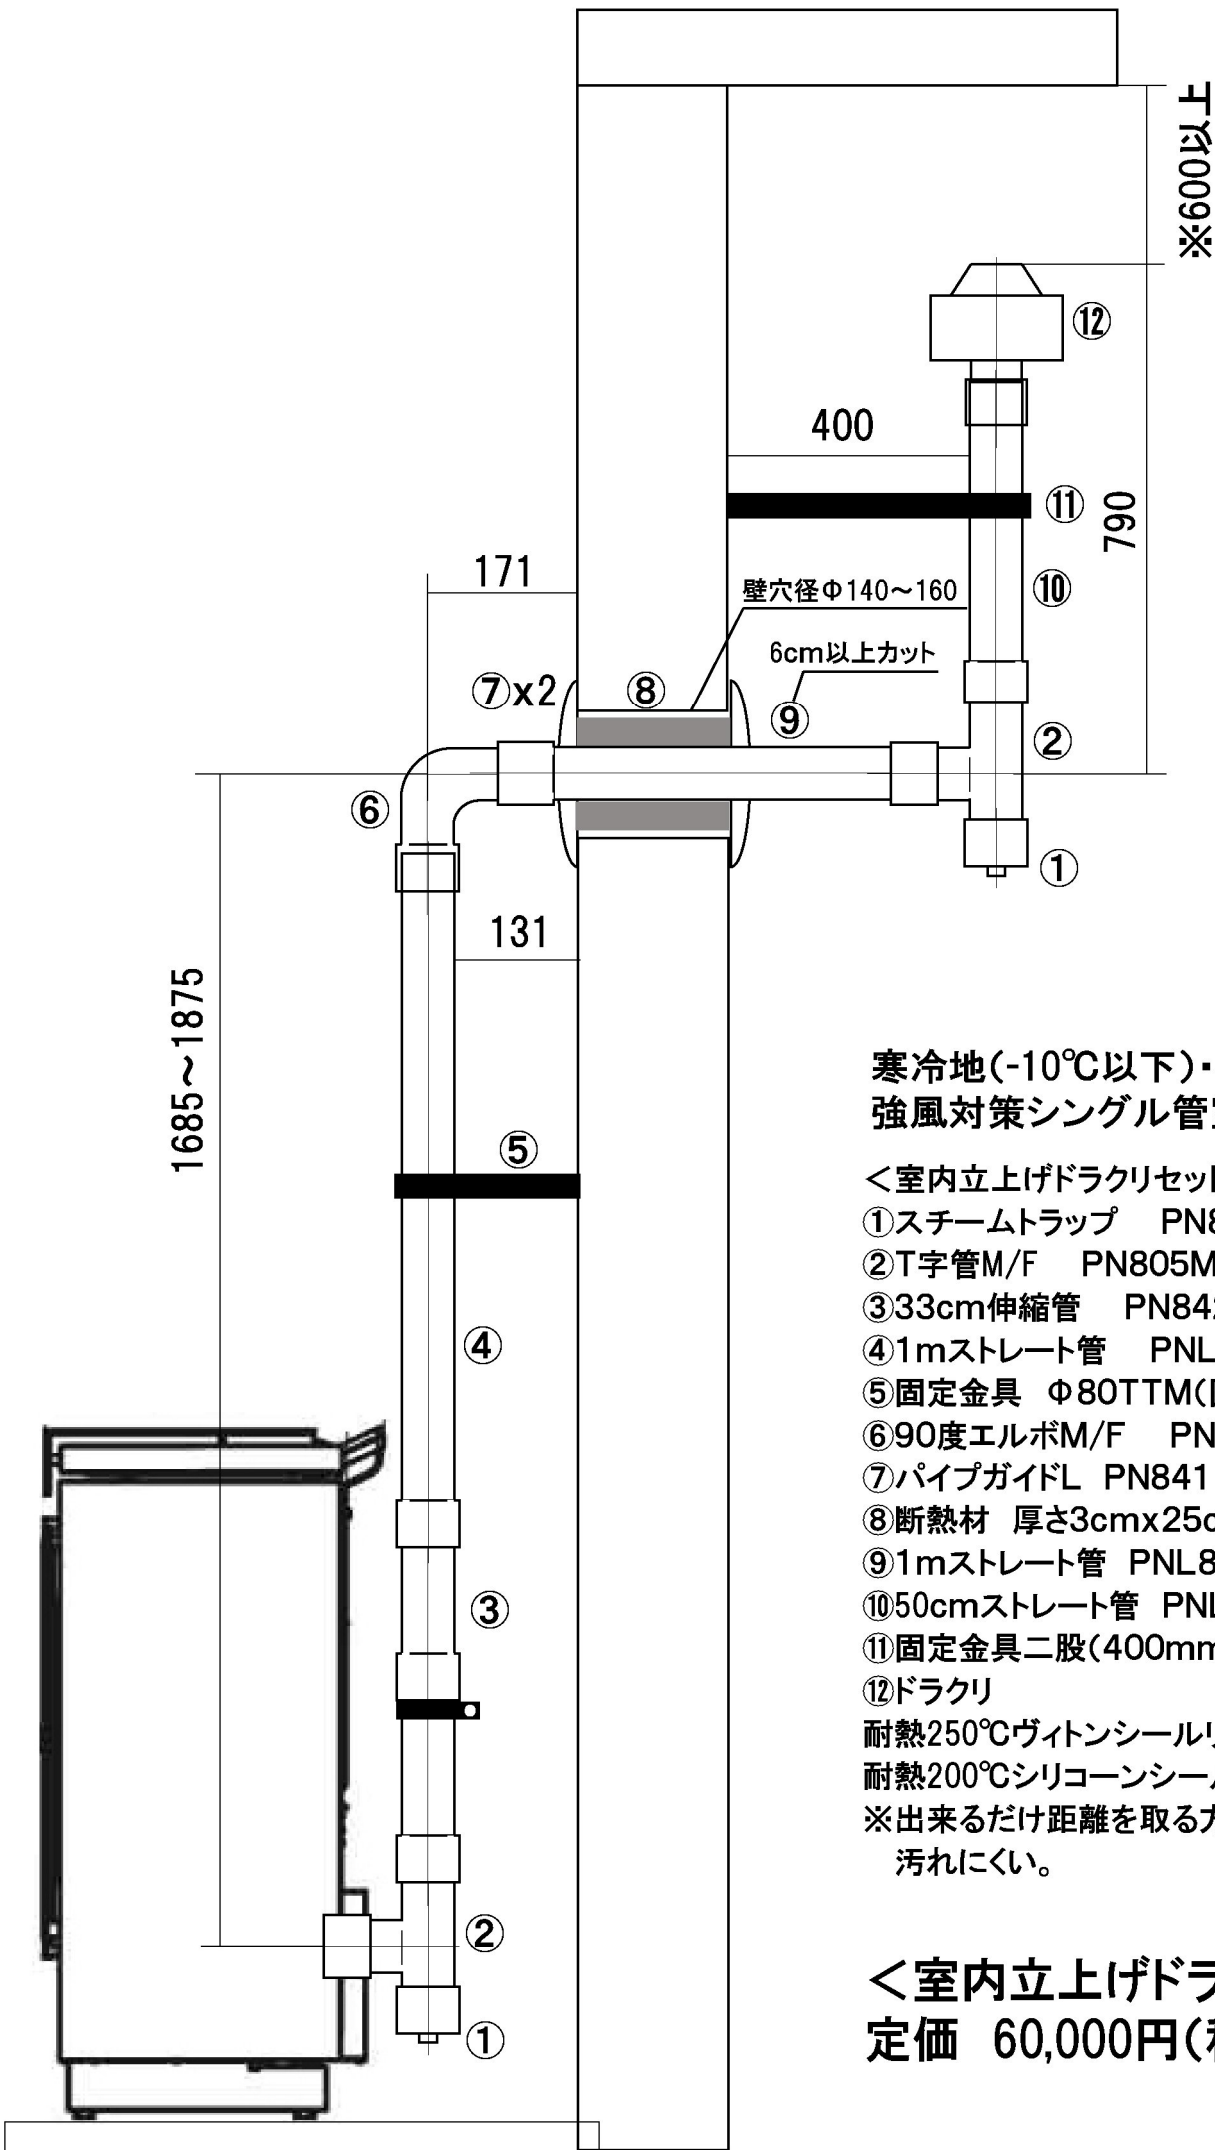 ※600以上
⑫
400
⑪
790
171
壁穴径Φ140～160
⑩
6cm以上カット
⑦x2
⑧
⑨
②
⑥
①
131
1685～1875
⑤
④
③
②
①
寒冷地(-10℃以下)・
強風対策シングル管
<室内立上げドラクリセット
①スチームトラップ PN8
②T字管M/F PN805M
③33cm伸縮管 PN84
④1mストレート管 PNL
⑤固定金具 Φ80TTM(
⑥90度エルボM/F PN
⑦パイプガイドL PN841
⑧断熱材 厚さ3cmx25c
⑨1mストレート管 PNL8
⑩50cmストレート管 PNL
⑪固定金具二股(400mm
⑫ドラクリ
耐熱250℃ヴィトンシール
耐熱200℃シリコーンシー
※出来るだけ距離を取る
汚れにくい。
<室内立上げドラ
定価 60,000円(